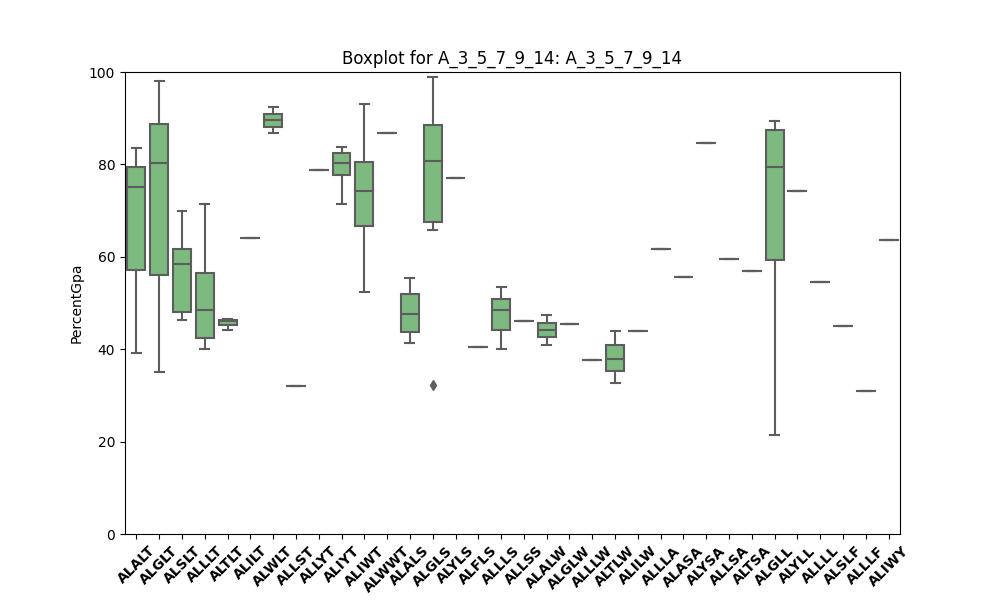 Boxplot for A_3_5_7_9_14: A_3_5_7_9_14
100
80
60
40
20
0
PercentGpa
ALALT ALGLT ALSLT ALLLT ALTLT ALILT ALWLT ALLST ALLYT ALIYT ALIWT ALWWT ALALS ALGLS ALYLS ALFLS ALLLS ALLSS ALALW ALGLW ALLLW ALTLW ALILW ALLLA ALASA ALYSA ALLSA ALTSA ALGLL ALYLL ALLLL ALSLF ALLLF ALIWY